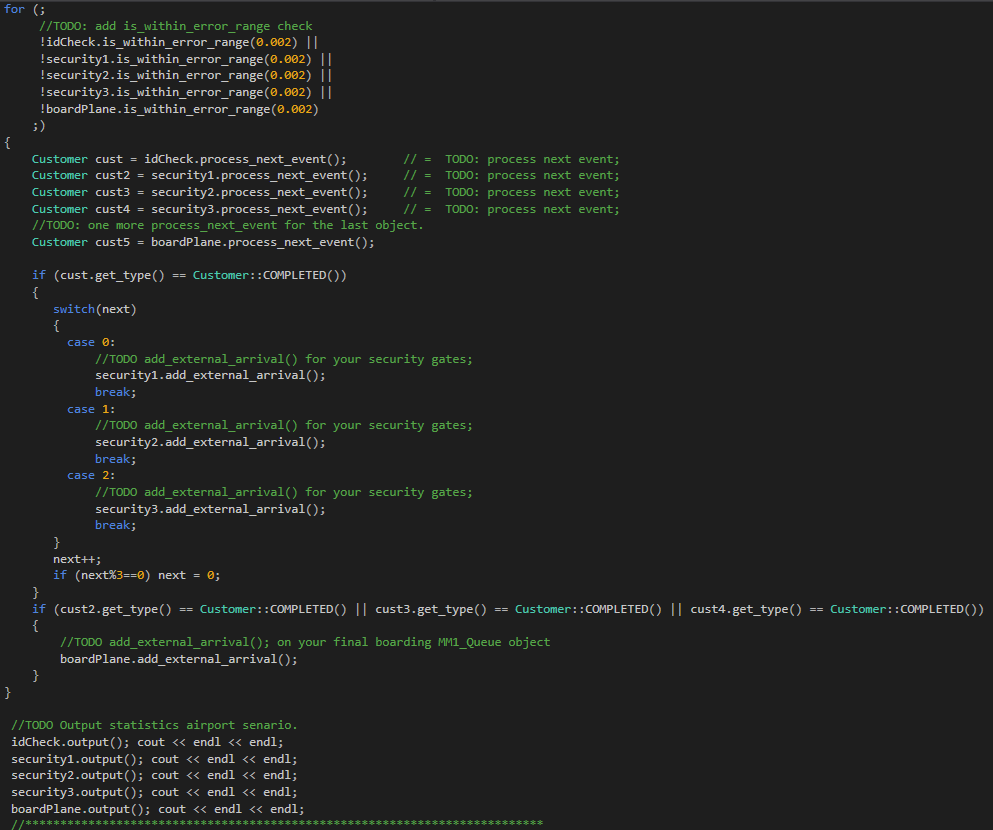 for (;
//TODO: add is_within_error_range check
!idCheck.is_within_error_range(0.002) ||
!security1.is_within_error_range(0.002) ||
!security2.is_within_error_range(0.002) ||
!security3.is_within_error_range(0.002) ||
!boardPlane.is_within_error_range(0.002)
;)
{
Customer cust = idCheck.process_next_event();        // =  TODO: process next event;
Customer cust2 = security1.process_next_event();     // =  TODO: process next event;
Customer cust3 = security2.process_next_event();     // =  TODO: process next event;
Customer cust4 = security3.process_next_event();     // =  TODO: process next event;
//TODO: one more process_next_event for the last object.
Customer cust5 = boardPlane.process_next_event();
if (cust.get_type() == Customer::COMPLETED())
{
switch(next)
{
case 0:
//TODO add_external_arrival() for your security gates;
security1.add_external_arrival();
break;
case 1:
//TODO add_external_arrival() for your security gates;
security2.add_external_arrival();
break;
case 2:
//TODO add_external_arrival() for your security gates;
security3.add_external_arrival();
break;
}
next++;
if (next%3==0) next = 0;
}
if (cust2.get_type() == Customer::COMPLETED() || cust3.get_type() == Customer::COMPLETED() || cust4.get_type() == Customer::COMPLETED())
{
//TODO add_external_arrival(); on your final boarding MM1_Queue object
boardPlane.add_external_arrival();
}
}
//TODO Output statistics airport senario.
idCheck.output(); cout << endl << endl;
security1.output(); cout << endl << endl;
security2.output(); cout << endl << endl;
security3.output(); cout << endl << endl;
boardPlane.output(); cout << endl << endl;
//**************************************************************************